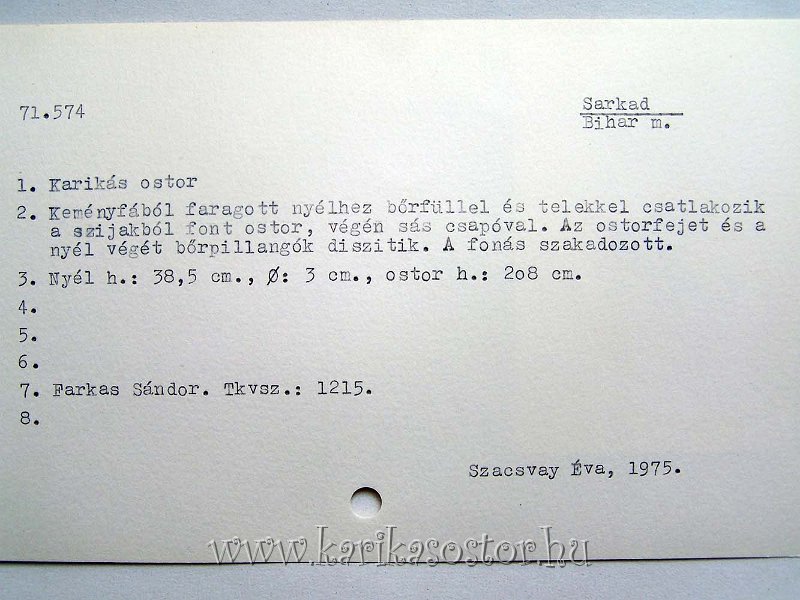 71.574
Sarkad
Bihar m.
1. Karikás ostor
2. Keményfából faragott nyélhez bőrfüllel és telekkel csatlakozik
a szijakból font ostor, végén sás csapóval. Az ostorfejet és a
nyél végét bőrpillangók diszitik. A fonás szakadozott.
3. Nyél h.: 38,5 cm., Ø: 3 cm., ostor h.: 2o8 cm.
4.
5.
6.
7. Farkas Sándor. Tkvsz.: 1215.
8.
Szacsvay Éva, 1975.
www.karikasostor.hu